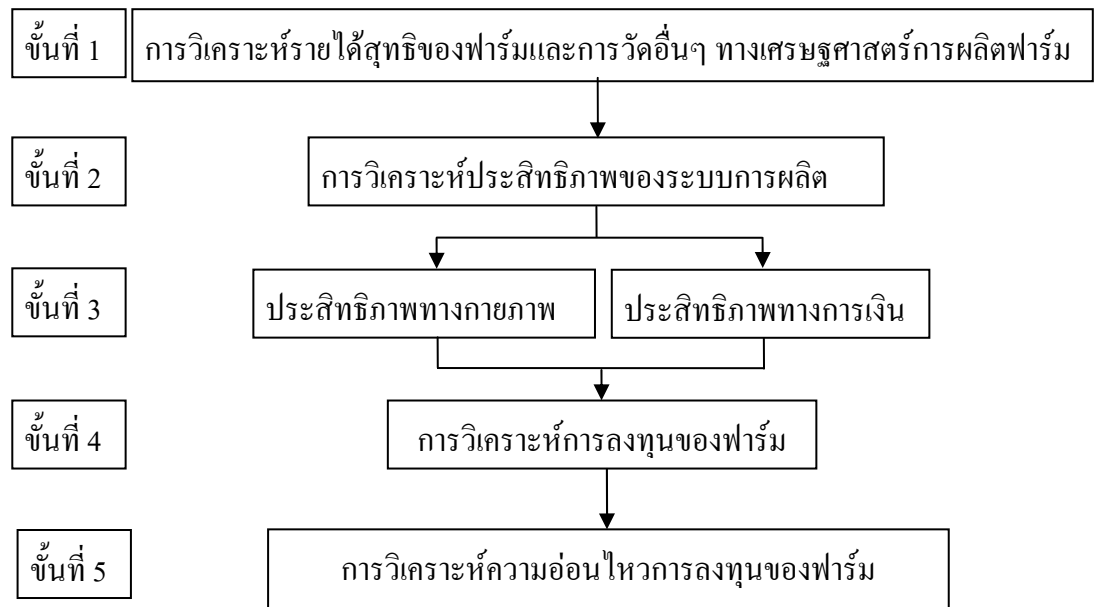 ขั้นที่ 1 การวิเคราะห์รายได้สุทธิของฟาร์มและการวัดอื่นๆ ทางเศรษฐศาสตร์การผลิตฟาร์ม
ขั้นที่ 2 การวิเคราะห์ประสิทธิภาพของระบบการผลิต
ขั้นที่ 3 ประสิทธิภาพทางกายภาพ ประสิทธิภาพทางการเงิน
ขั้นที่ 4 การวิเคราะห์การลงทุนของฟาร์ม
ขั้นที่ 5 การวิเคราะห์ความอ่อนไหวการลงทุนของฟาร์ม